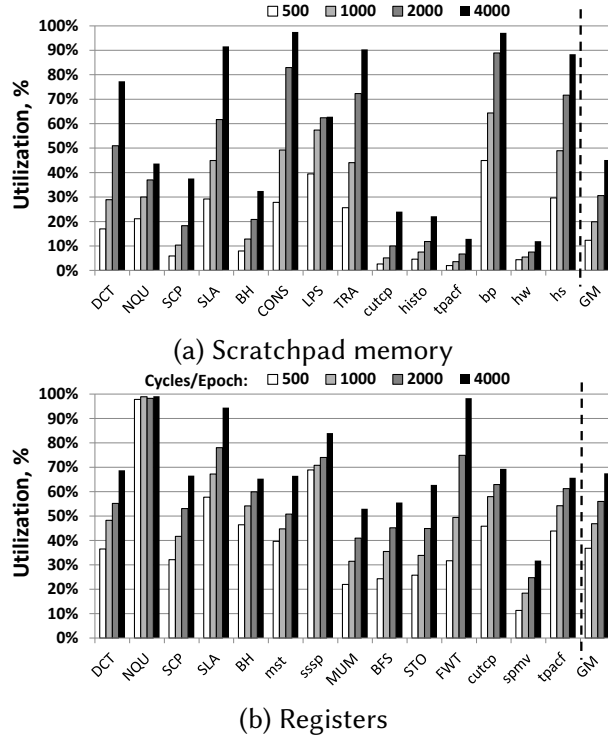 500 1000 2000 4000
100%
90%
80%
70%
60%
50%
40%
30%
20%
10%
0%
Utilization, %
DCT NQU SCP SLA BH CONS LPS TRA cutcp histo tpacf bp hw hs GM
(a) Scratchpad memory
Cycles/Epoch: 500 1000 2000 4000
100%
90%
80%
70%
60%
50%
40%
30%
20%
10%
0%
Utilization, %
DCT NQU SCP SLA BH mst sssp MUM BFS STO FWT cutcp spmv tpacf GM
(b) Registers